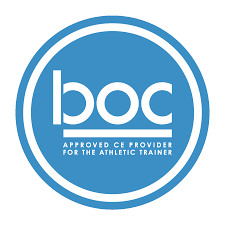 boc
APPROVED CE PROVIDER
FOR THE ATHLETIC TRAINER